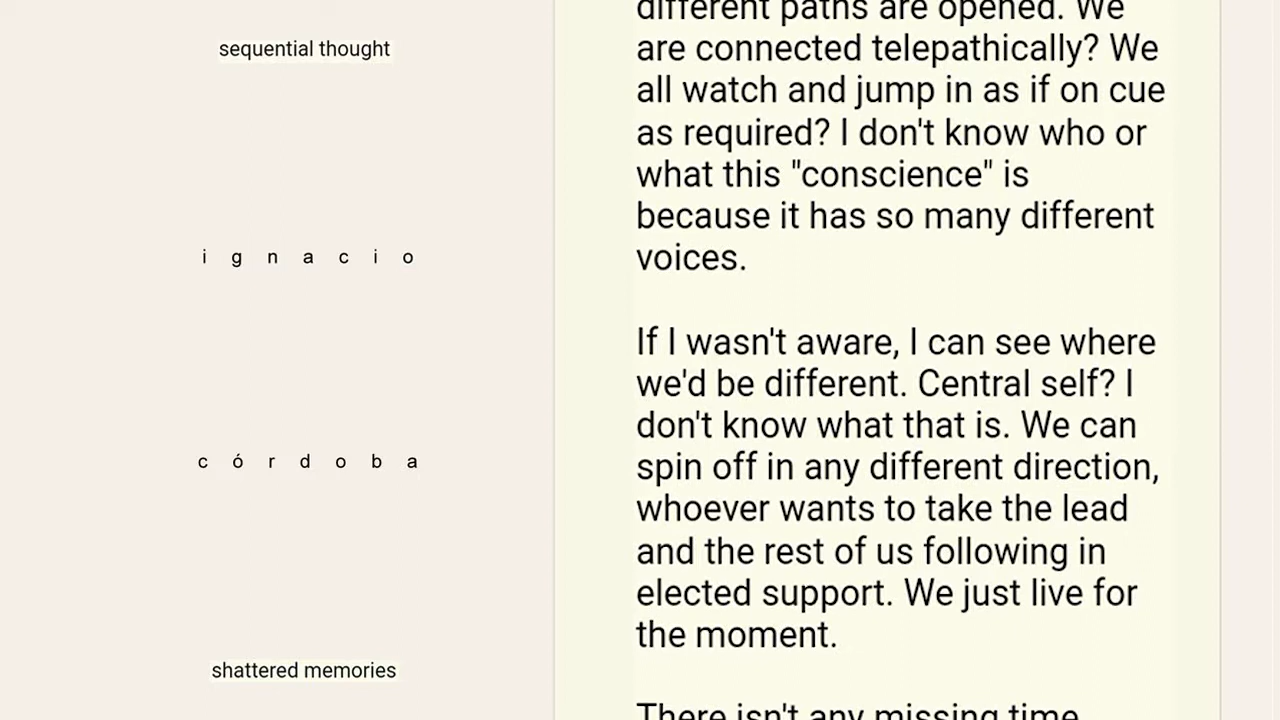 sequential thought
i g n a c i o
c ó r d o b a
shattered memories
different paths are opened. We
are connected telepathically? We
all watch and jump in as if on cue
as required? I don't know who or
what this "conscience" is
because it has so many different
voices.
If I wasn't aware, I can see where
we'd be different. Central self? I
don't know what that is. We can
spin off in any different direction,
whoever wants to take the lead
and the rest of us following in
elected support. We just live for
the moment.
There isn't any missing time